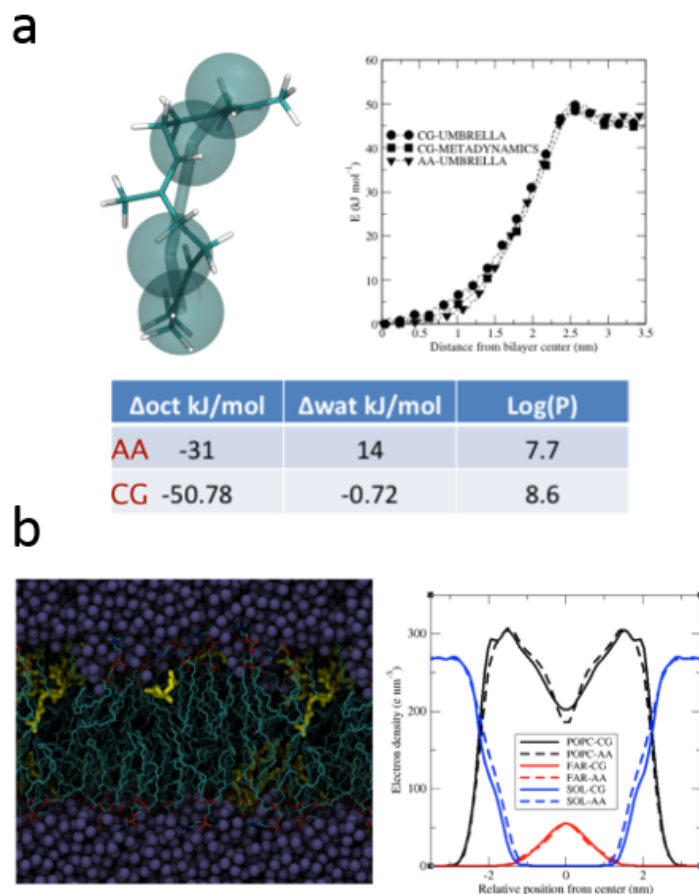 a
60
50
40
30
20
10
0
E (kJ mol⁻¹)
CG-UMBRELLA
CG-METADYNAMICS
AA-UMBRELLA
0 0.5 1 1.5 2 2.5 3 3.5
Distance from bilayer center (nm)
Δoct kJ/mol Δwat kJ/mol Log(P)
AA -31 14 7.7
CG -50.78 -0.72 8.6
b
300
200
100
0
Electron density (e nm⁻³)
POPC-CG
POPC-AA
FAR-CG
FAR-AA
SOL-CG
SOL-AA
-2 0 2
Relative position from center (nm)